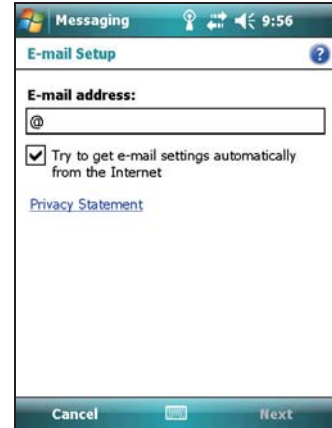 Messaging 9:56
E-mail Setup ?
E-mail address:
@
Try to get e-mail settings automatically
from the Internet
Privacy Statement
Cancel Next